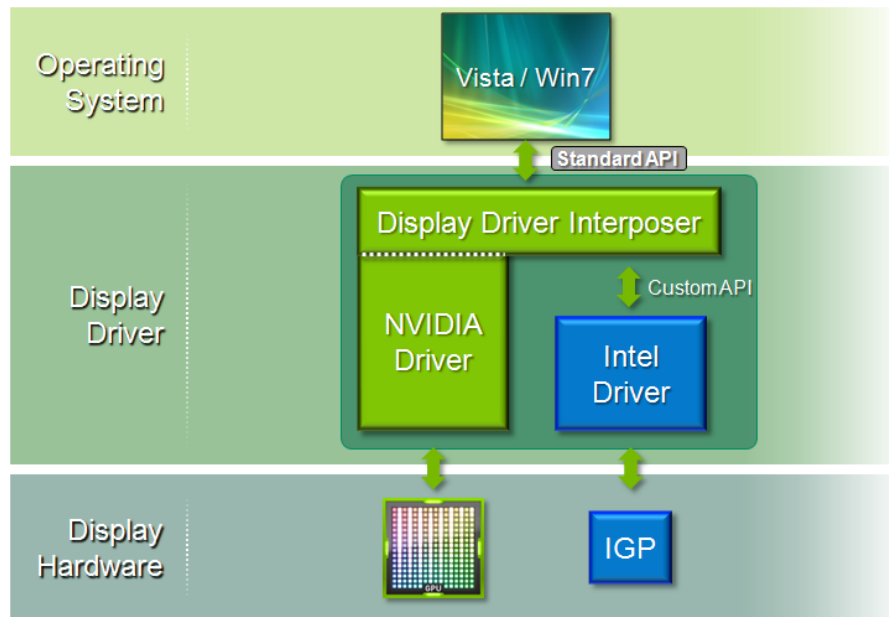 Operating
System
Vista / Win7
Standard API
Display Driver Interposer
Display
Driver
NVIDIA
Driver
Custom API
Intel
Driver
Display
Hardware
GPU
IGP